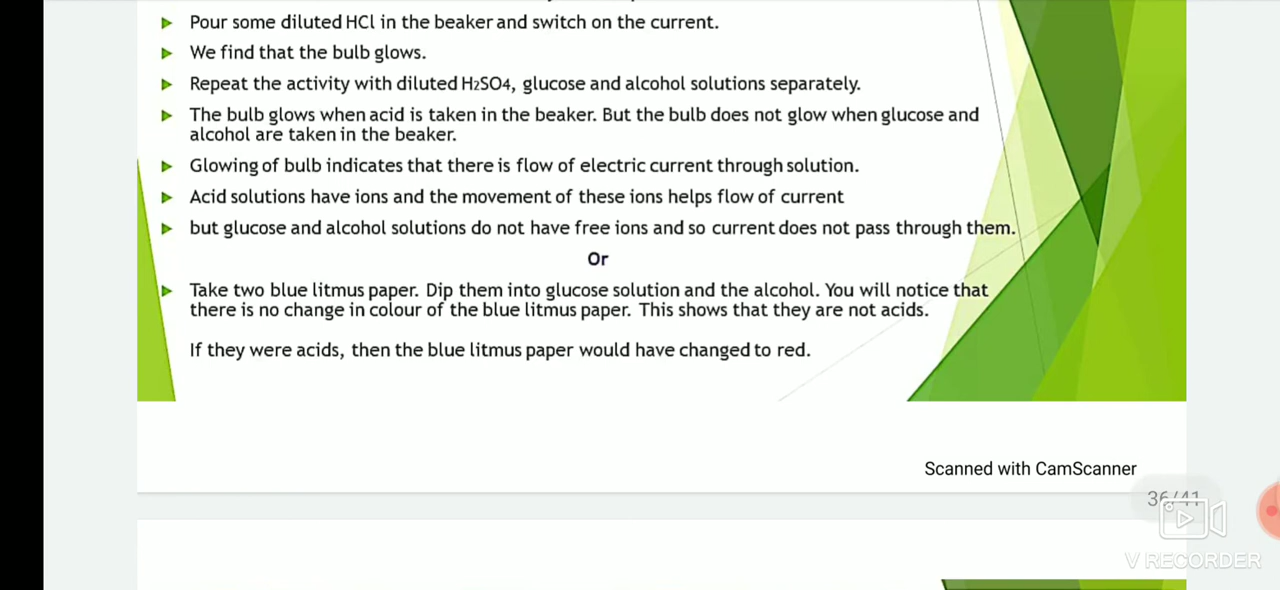 Pour some diluted HCl in the beaker and switch on the current.
We find that the bulb glows.
Repeat the activity with diluted H₂SO4, glucose and alcohol solutions separately.
The bulb glows when acid is taken in the beaker. But the bulb does not glow when glucose and
alcohol are taken in the beaker.
Glowing of bulb indicates that there is flow of electric current through solution.
Acid solutions have ions and the movement of these ions helps flow of current
but glucose and alcohol solutions do not have free ions and so current does not pass through them.
Or
Take two blue litmus paper. Dip them into glucose solution and the alcohol. You will notice that
there is no change in colour of the blue litmus paper. This shows that they are not acids.
If they were acids, then the blue litmus paper would have changed to red.
Scanned with CamScanner
36/41
V RECORDER